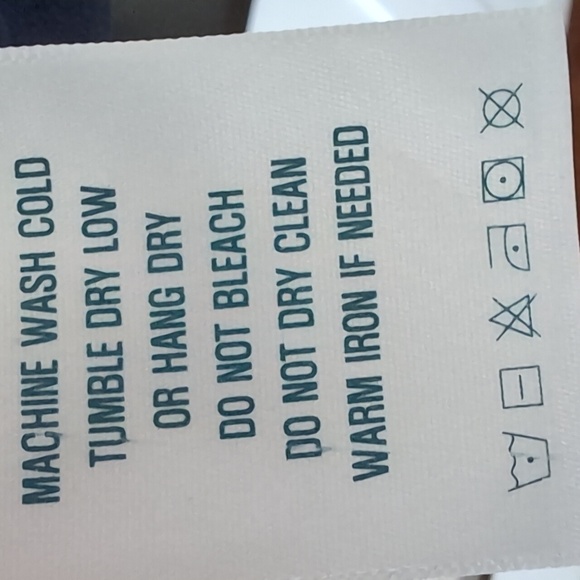 MACHINE WASH COLD
TUMBLE DRY LOW
OR HANG DRY
DO NOT BLEACH
DO NOT DRY CLEAN
WARM IRON IF NEEDED